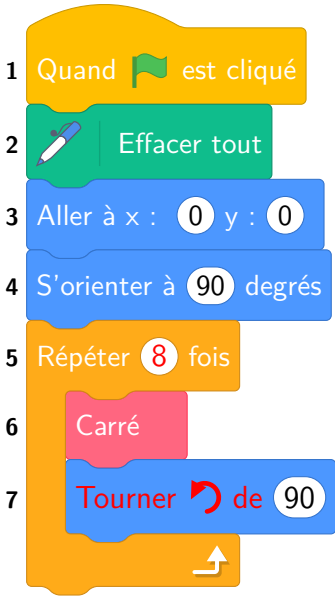 1 Quand est cliqué
2 Effacer tout
3 Aller à x : 0 y : 0
4 S'orienter à 90 degrés
5 Répéter 8 fois
6 Carré
7 Tourner de 90